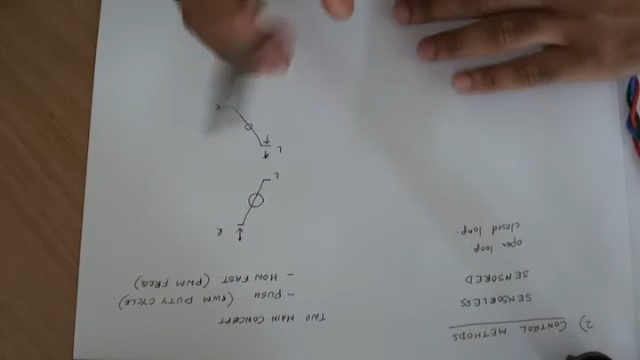 2) CONTROL METHODS
SENSORLESS
SENSORED
open loop
closed loop
TWO MAIN CONCEPT
- PUSH (PWM DUTY CYCLE)
- HOW FAST (PWM FREQ)
R
L
L
R